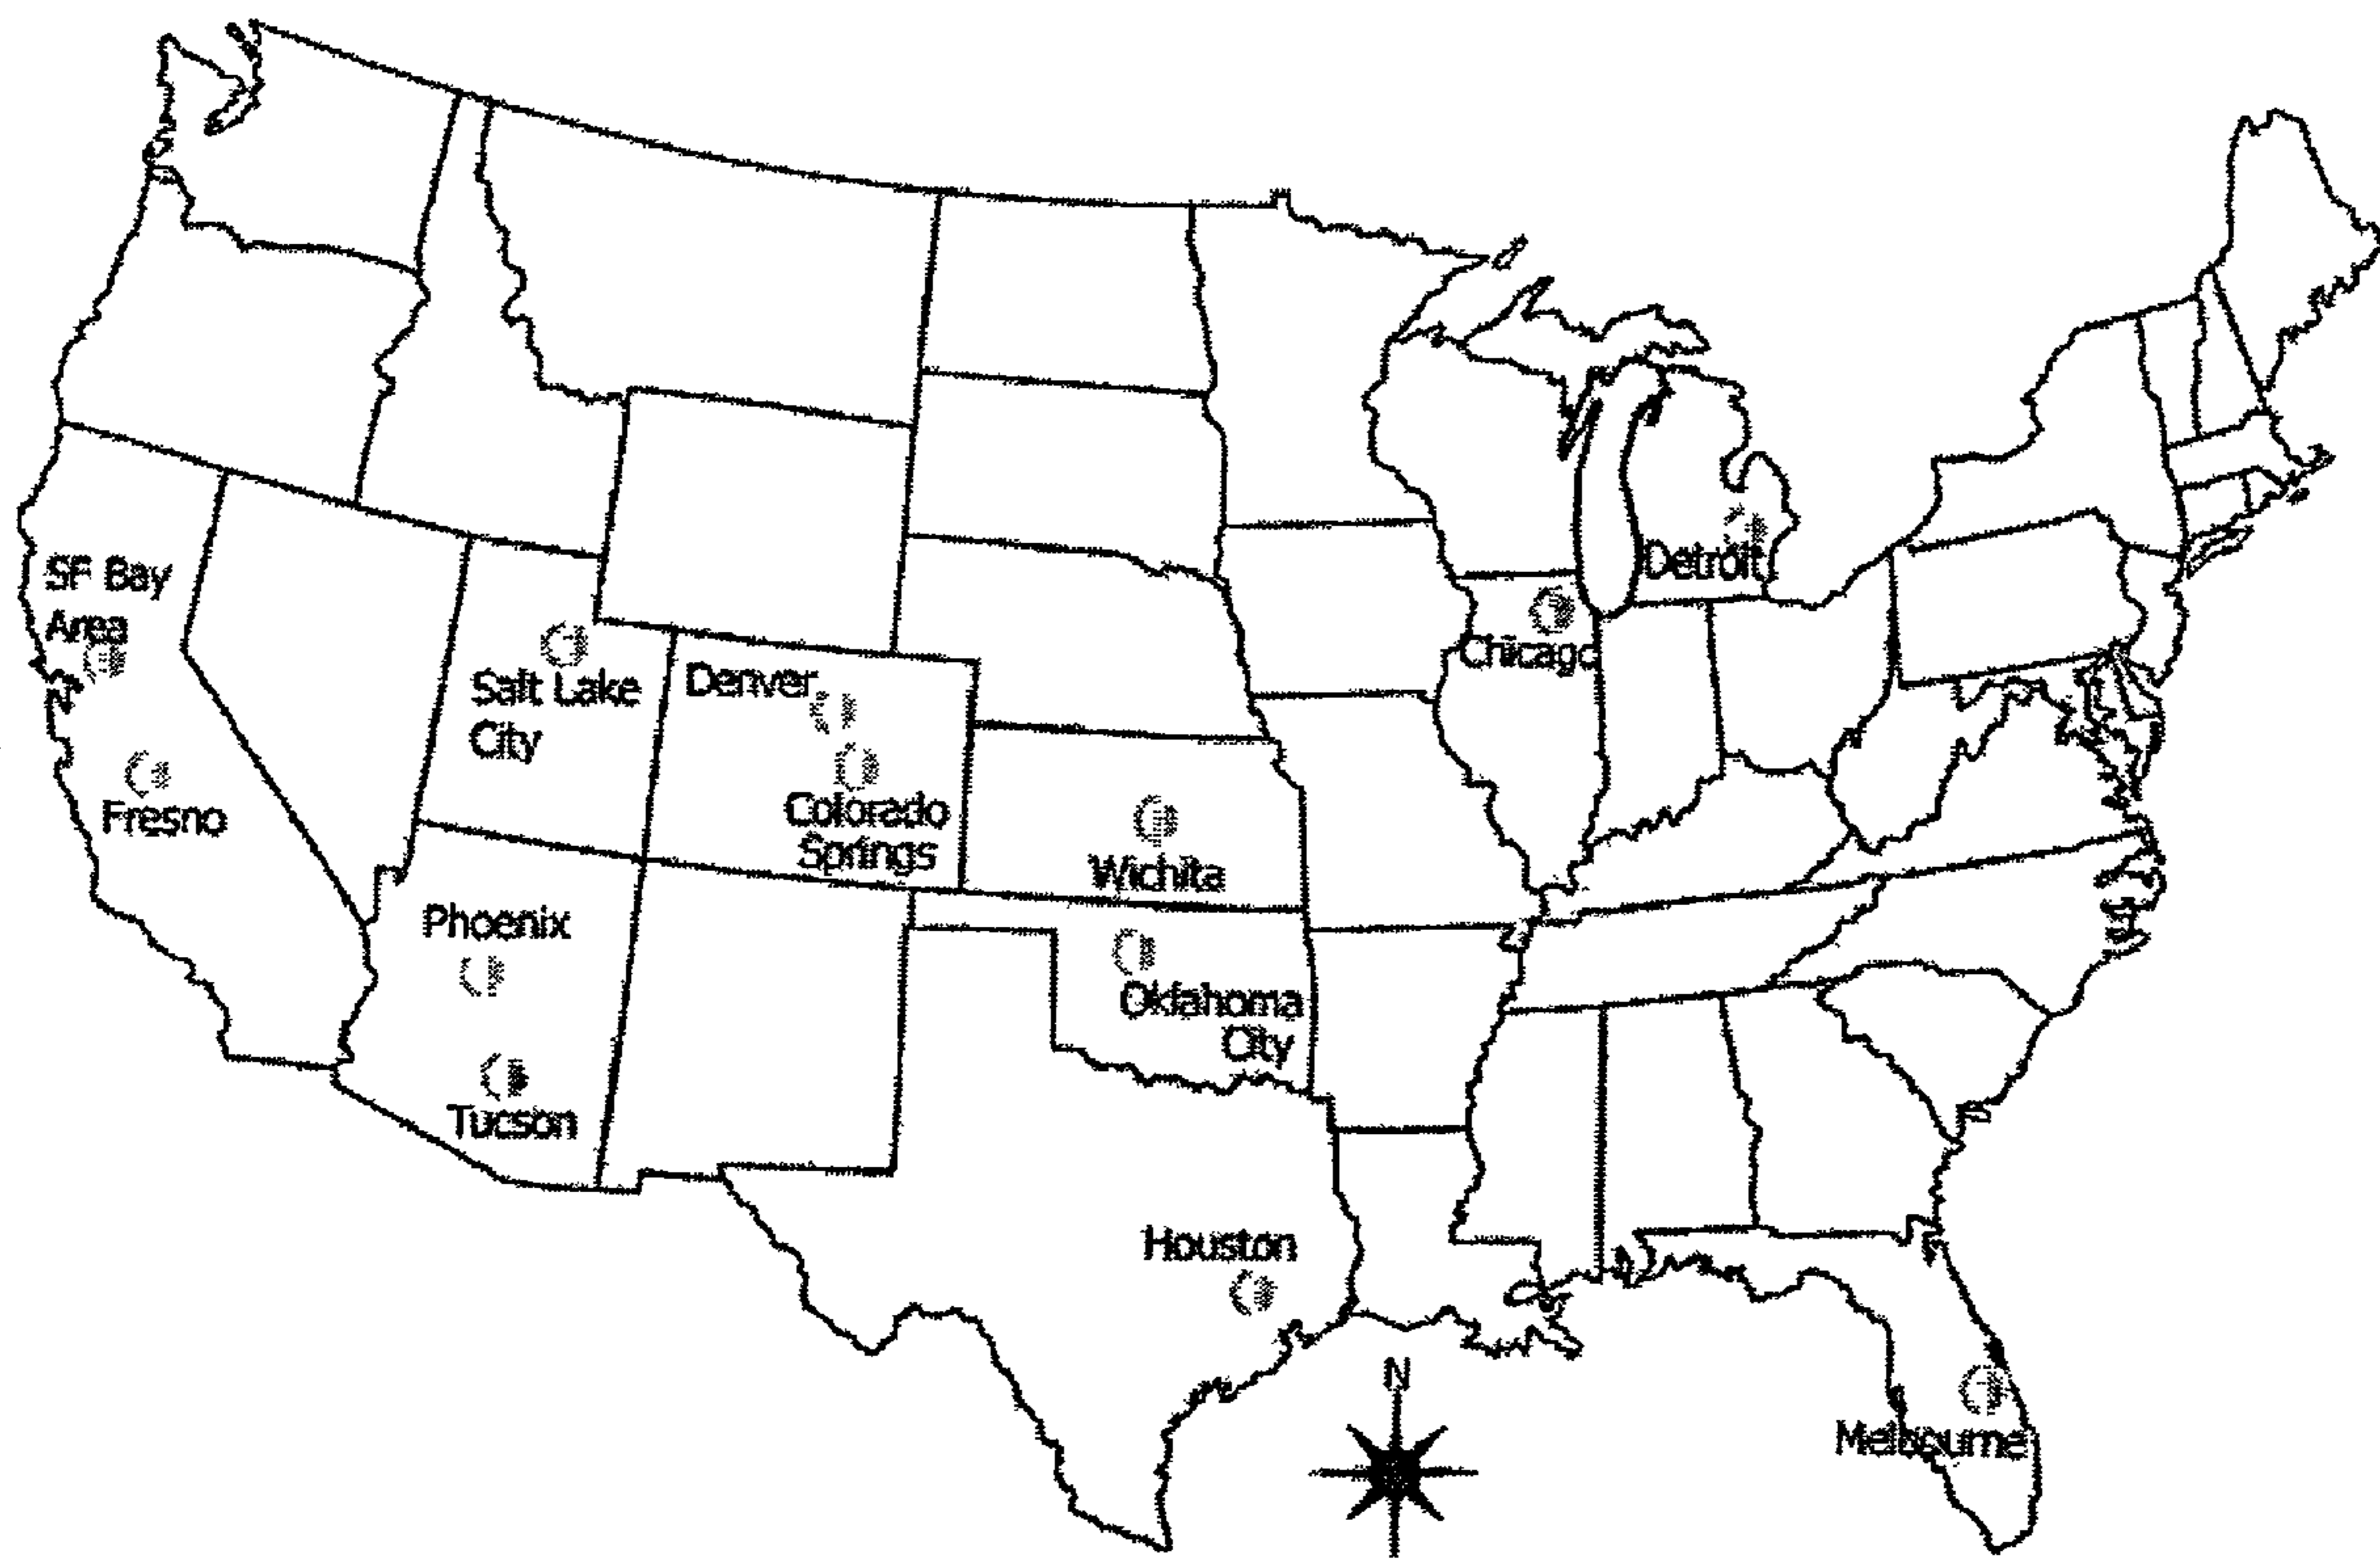 SF Bay
Area
Fresno
Salt Lake
City
Denver
Colorado
Springs
Phoenix
Tucson
Wichita
Oklahoma
City
Houston
Chicago
Detroit
Melbourne
N